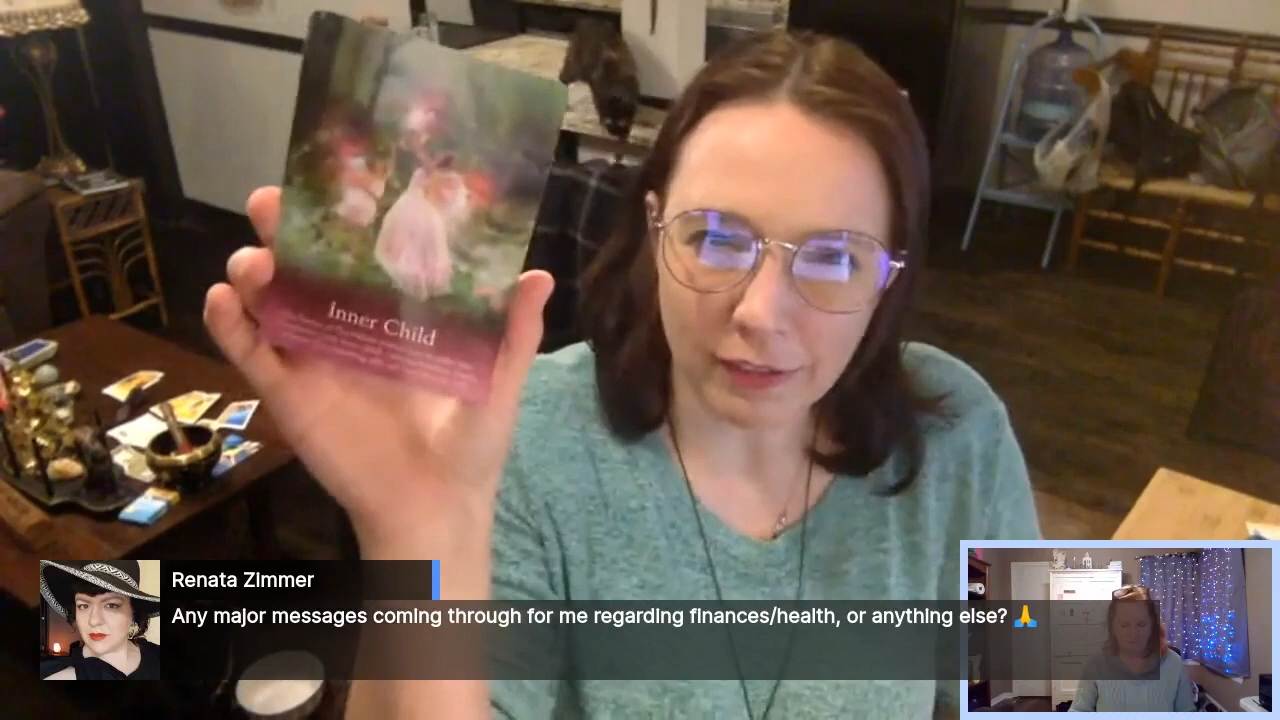 Inner Child
Renata Zimmer
Any major messages coming through for me regarding finances/health, or anything else? 🙏